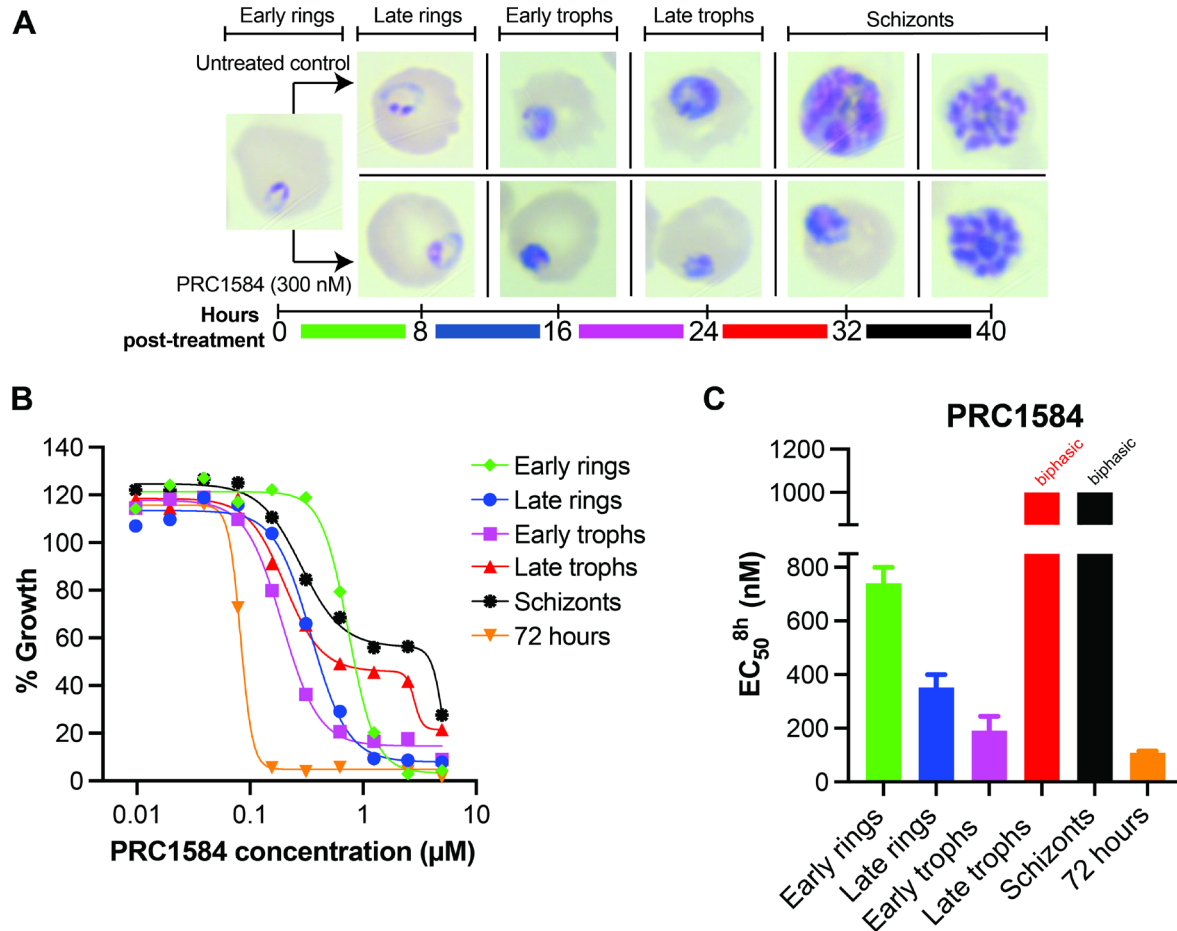 A
Early rings
Late rings
Early trophs
Late trophs
Schizonts
Untreated control
PRC1584 (300 nM)
Hours
post-treatment
0 8 16 24 32 40
B
% Growth
140
120
100
80
60
40
20
0
0.01 0.1 1 10
PRC1584 concentration (µM)
Early rings
Late rings
Early trophs
Late trophs
Schizonts
72 hours
C
PRC1584
EC50 8h (nM)
1200
1000
800
600
400
200
0
biphasic
biphasic
Early rings
Late rings
Early trophs
Late trophs
Schizonts
72 hours